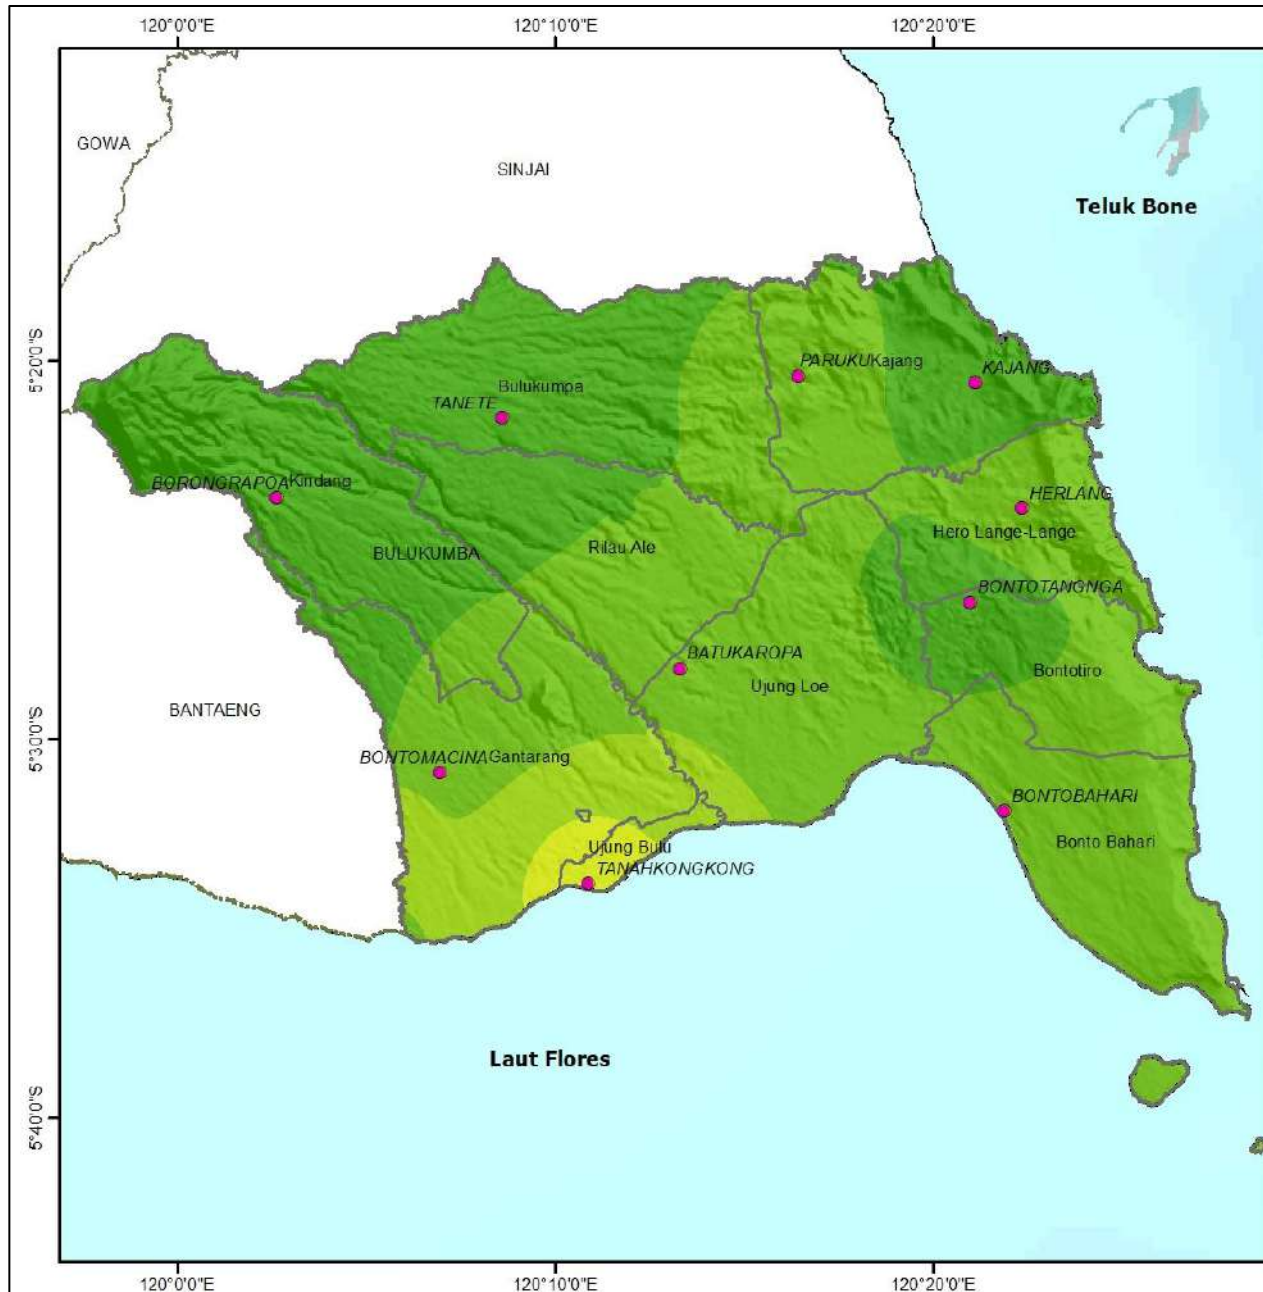 120°0'0"E
120°10'0"E
120°20'0"E
GOWA
SINJAI
Teluk Bone
5°20'0"S
PARUKU
Kajang
KAJANG
Bulukumpa
TANETE
BORONGRAPOA
Kindang
HERLANG
Hero Lange-Lange
Rilau Ale
BULUKUMBA
BONTOTANGNGA
BATUKAROPA
Bontotiro
Ujung Loe
BANTAENG
5°30'0"S
BONTOMACINA
Gantarang
BONTOBAHARI
Bonto Bahari
Ujung Bulu
TANAHKONGKONG
Laut Flores
5°40'0"S
120°0'0"E
120°10'0"E
120°20'0"E